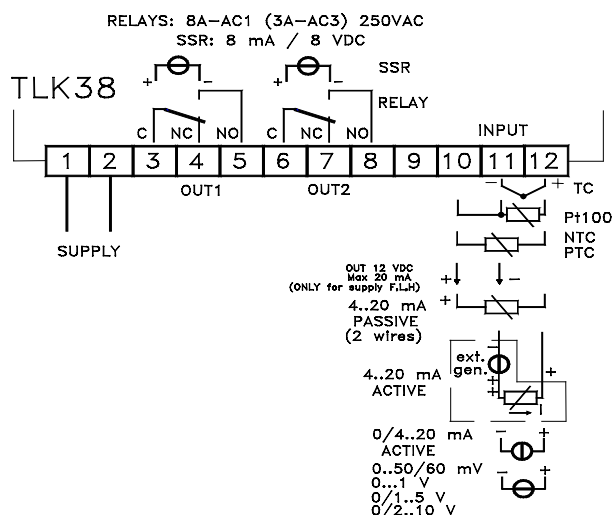 RELAYS: 8A-AC1 (3A-AC3) 250VAC
SSR: 8 mA / 8 VDC
+ - + - SSR
TLK38
RELAY
C NC NO C NC NO INPUT
1 2 3 4 5 6 7 8 9 10 11 12
OUT1 OUT2
- + TC
Pt100
SUPPLY
NTC
PTC
OUT 12 VDC
Max 20 mA
(ONLY for supply F,L,H)
+ -
4..20 mA
PASSIVE
(2 wires)
+
ext.
gen.
-
+
+
+
4..20 mA
ACTIVE
I
0/4..20 mA
ACTIVE
- +
0..50/60 mV
0...1 V
0/1..5 V
0/2..10 V
- +